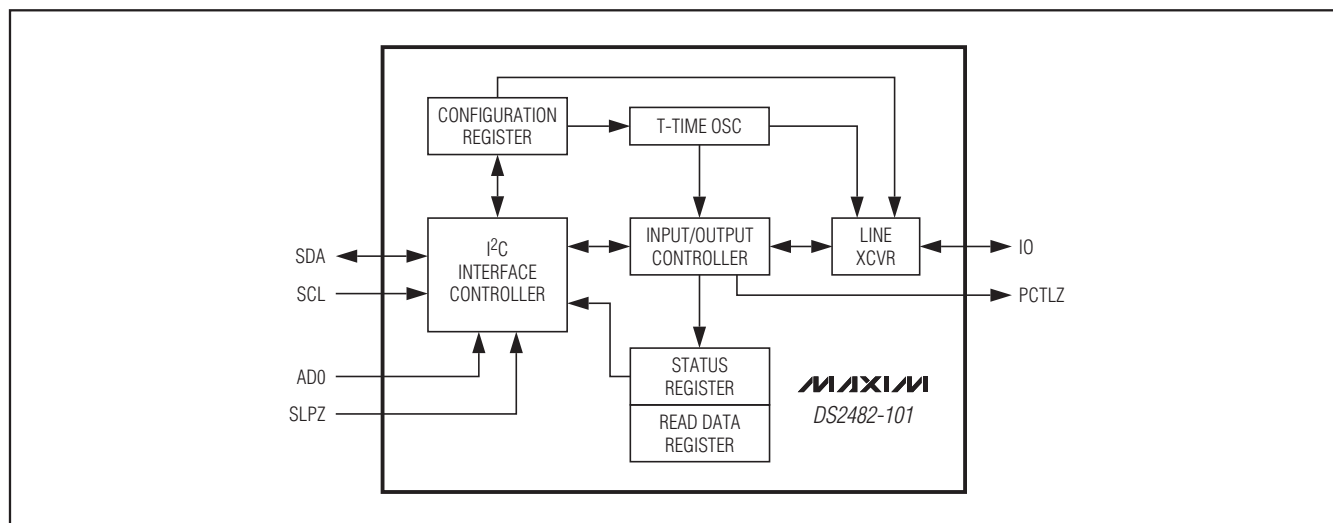 CONFIGURATION
REGISTER
T-TIME OSC
SDA
SCL
AD0
SLPZ
I2C
INTERFACE
CONTROLLER
INPUT/OUTPUT
CONTROLLER
LINE
XCVR
IO
PCTLZ
STATUS
REGISTER
READ DATA
REGISTER
MAXIM
DS2482-101